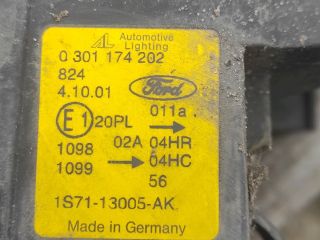 AL Automotive Lighting
0 301 174 202
824
4.10.01 Ford
E1 20PL 011a →
1098 02A 04HR
1099 → 04HC
56
1S71-13005-AK
Made in Germany